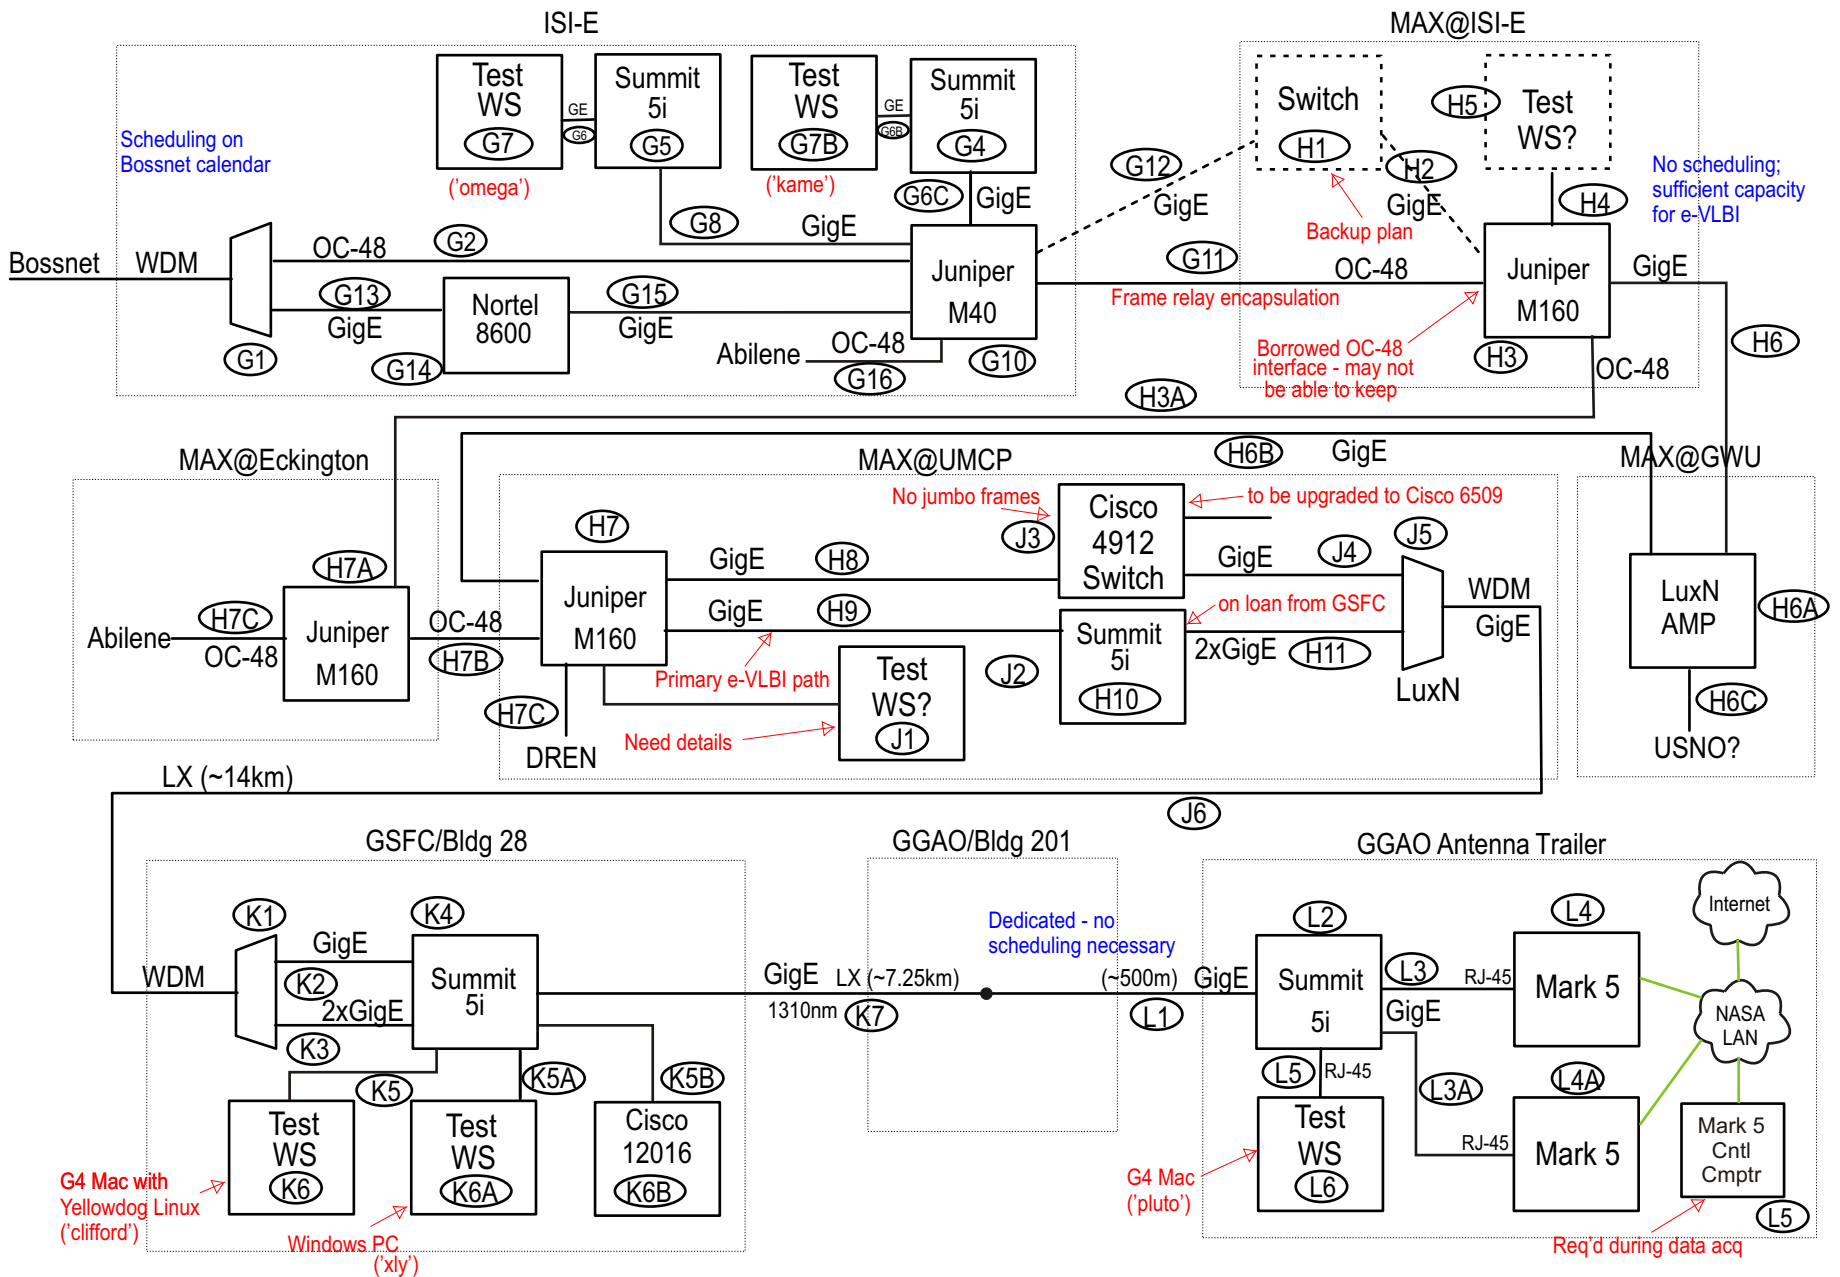 ISI-E
MAX@ISI-E
Test
WS
G7
GE
G6
Summit
5i
G5
Test
WS
G7B
GE
G6B
Summit
5i
G4
Switch
H1
H5
Test
WS?
Scheduling on
Bossnet calendar
('omega')
('kame')
G6C
GigE
G12
GigE
H2
GigE
H4
No scheduling;
sufficient capacity
for e-VLBI
Backup plan
G8
GigE
Bossnet
WDM
OC-48
G2
G13
GigE
Nortel
8600
G15
GigE
Juniper
M40
G11
OC-48
Frame relay encapsulation
Juniper
M160
GigE
G1
G14
Abilene
OC-48
G16
G10
Borrowed OC-48
interface - may not
be able to keep
H3
OC-48
H6
H3A
MAX@Eckington
MAX@UMCP
H6B
GigE
MAX@GWU
No jumbo frames
Cisco
4912
Switch
to be upgraded to Cisco 6509
H7
J3
J5
H7A
GigE
H8
GigE
J4
Juniper
M160
GigE
H9
Summit
5i
H10
on loan from GSFC
WDM
GigE
LuxN
AMP
H6A
H7C
Abilene
OC-48
Juniper
M160
OC-48
H7B
2xGigE
H11
Primary e-VLBI path
J2
Test
WS?
J1
LuxN
H7C
H6C
Need details
DREN
USNO?
LX (~14km)
J6
GSFC/Bldg 28
GGAO/Bldg 201
GGAO Antenna Trailer
K1
K4
L2
L4
Internet
GigE
K2
Summit
5i
Dedicated - no
scheduling necessary
WDM
2xGigE
K3
GigE
1310nm
LX (~7.25km)
K7
(~500m)
L1
GigE
Summit
5i
L3
RJ-45
GigE
Mark 5
NASA
LAN
K5
K5A
K5B
L5
RJ-45
L3A
L4A
Test
WS
K6
Test
WS
K6A
Cisco
12016
K6B
Test
WS
L6
RJ-45
Mark 5
Mark 5
Cntl
Cmptr
G4 Mac with
Yellowdog Linux
('clifford')
Windows PC
('xly')
G4 Mac
('pluto')
L5
Req'd during data acq